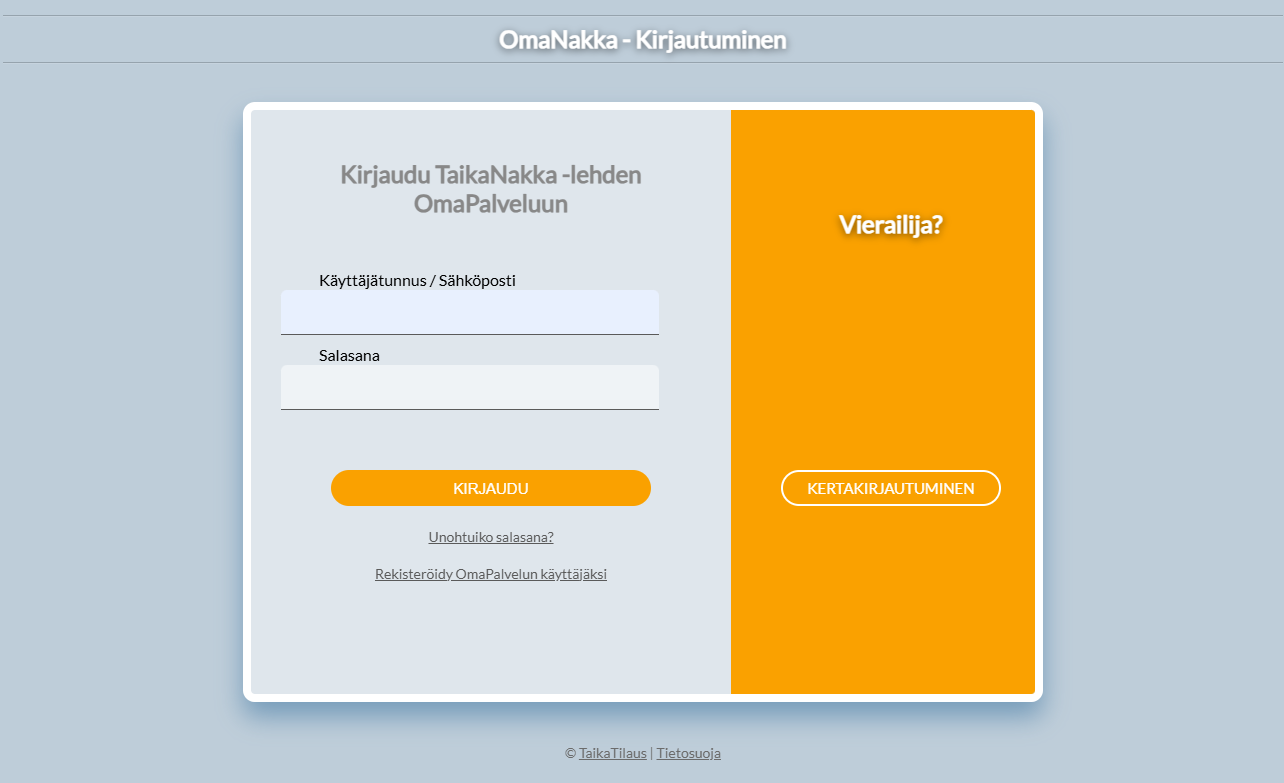 OmaNakka - Kirjautuminen
Kirjaudu TaikaNakka -lehden
OmaPalveluun
Käyttäjätunnus / Sähköposti
Salasana
KIRJAUDU
Unohtuiko salasana?
Rekisteröidy OmaPalvelun käyttäjäksi
Vierailija?
KERTAKIRJAUTUMINEN
© TaikaTilaus | Tietosuoja